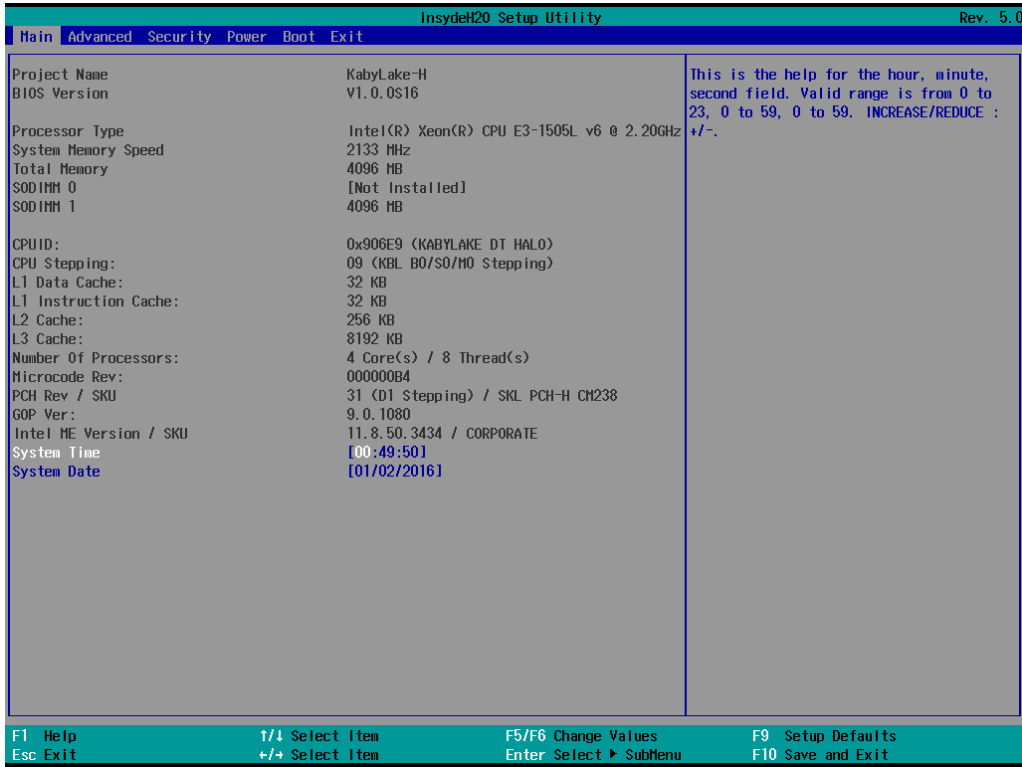 InsydeH2O Setup Utility Rev. 5.0
Main Advanced Security Power Boot Exit
Project Name KabyLake-H
BIOS Version V1.0.0S16
Processor Type Intel(R) Xeon(R) CPU E3-1505L v6 @ 2.20GHz
System Memory Speed 2133 MHz
Total Memory 4096 MB
SODIMM 0 [Not Installed]
SODIMM 1 4096 MB
CPUID: 0x906E9 (KABYLAKE DT HALO)
CPU Stepping: 09 (KBL B0/S0/M0 Stepping)
L1 Data Cache: 32 KB
L1 Instruction Cache: 32 KB
L2 Cache: 256 KB
L3 Cache: 8192 KB
Number Of Processors: 4 Core(s) / 8 Thread(s)
Microcode Rev: 000000B4
PCH Rev / SKU 31 (D1 Stepping) / SKL PCH-H CM238
GOP Ver: 9.0.1080
Intel ME Version / SKU 11.8.50.3434 / CORPORATE
System Time [00:49:50]
System Date [01/02/2016]
This is the help for the hour, minute,
second field. Valid range is from 0 to
23, 0 to 59, 0 to 59. INCREASE/REDUCE :
+/-.
F1 Help ↑/↓ Select Item F5/F6 Change Values F9 Setup Defaults
Esc Exit ←/→ Select Item Enter Select ▶ SubMenu F10 Save and Exit